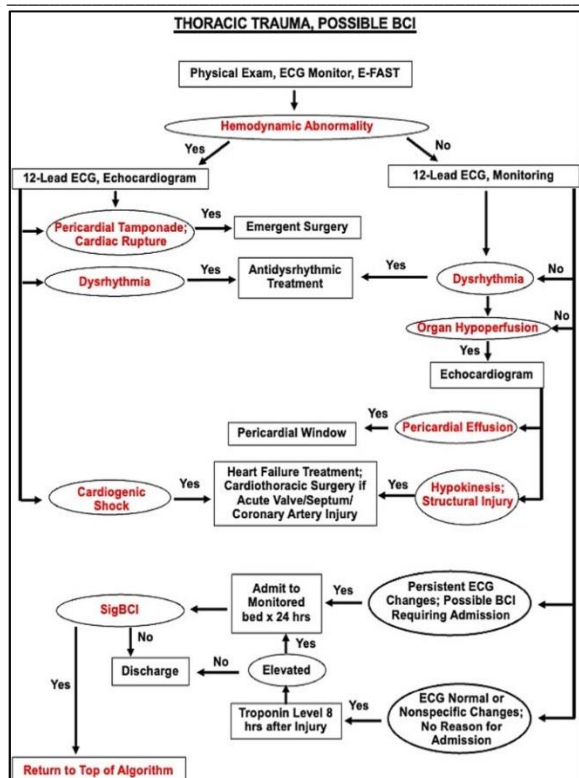 THORACIC TRAUMA, POSSIBLE BCI
Physical Exam, ECG Monitor, E-FAST
Hemodynamic Abnormality
Yes
No
12-Lead ECG, Echocardiogram
12-Lead ECG, Monitoring
Pericardial Tamponade;
Cardiac Rupture
Yes
Emergent Surgery
Dysrhythmia
Yes
Antidysrhythmic
Treatment
Yes
Dysrhythmia
No
No
Organ Hypoperfusion
Yes
Echocardiogram
Pericardial Window
Yes
Pericardial Effusion
Cardiogenic
Shock
Yes
Heart Failure Treatment;
Cardiothoracic Surgery if
Acute Valve/Septum/
Coronary Artery Injury
Yes
Hypokinesis;
Structural Injury
SigBCI
Admit to
Monitored
bed x 24 hrs
Yes
Persistent ECG
Changes; Possible BCI
Requiring Admission
No
Yes
Discharge
No
Elevated
Yes
Troponin Level 8
hrs after Injury
Yes
ECG Normal or
Nonspecific Changes;
No Reason for
Admission
Return to Top of Algorithm